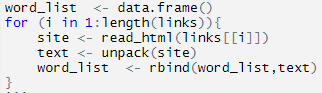 word_list  <- data.frame()
for (i in 1:length(links)){
    site <- read_html(links[[i]])
    text <- unpack(site)
    word_list  <- rbind(word_list,text)
}